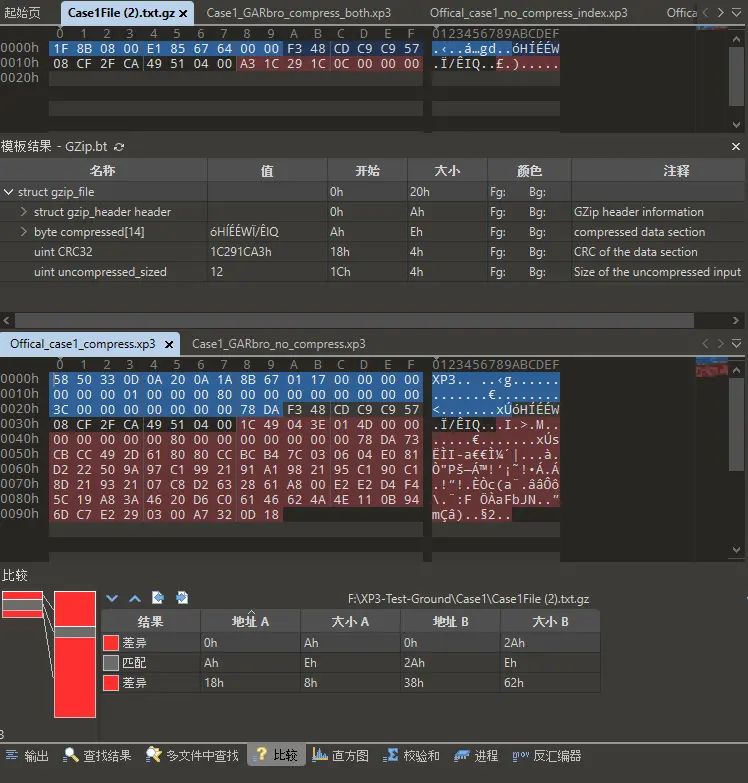 起始页 Case1File (2).txt.gz × Case1_GARbro_compress_both.xp3 Offical_case1_no_compress_index.xp3 Offica
0 1 2 3 4 5 6 7 8 9 A B C D E F 0123456789ABCDEF
0000h 1F 8B 08 00 E1 85 67 64 00 00 F3 48 CD C9 C9 57 .‹..á…gd..óHÍÉÉW
0010h 08 CF 2F CA 49 51 04 00 A3 1C 29 1C 0C 00 00 00 .Ï/ÊIQ..£.).....
0020h
模板结果 - GZip.bt
名称 值 开始 大小 颜色 注释
struct gzip_file 0h 20h Fg: Bg:
struct gzip_header header 0h Ah Fg: Bg: GZip header information
byte compressed[14] óHÍÉÉWÏ/ÊIQ Ah Eh Fg: Bg: compressed data section
uint CRC32 1C291CA3h 18h 4h Fg: Bg: CRC of the data section
uint uncompressed_sized 12 1Ch 4h Fg: Bg: Size of the uncompressed input
Offical_case1_compress.xp3 × Case1_GARbro_no_compress.xp3
0 1 2 3 4 5 6 7 8 9 A B C D E F 0123456789ABCDEF
0000h 58 50 33 0D 0A 20 0A 1A 8B 67 01 17 00 00 00 00 XP3.. ..‹g......
0010h 00 00 00 01 00 00 00 80 00 00 00 00 00 00 00 00 .......€........
0020h 3C 00 00 00 00 00 00 00 78 DA F3 48 CD C9 C9 57 <.......xÚóHÍÉÉW
0030h 08 CF 2F CA 49 51 04 00 1C 49 04 3E 01 4D 00 00 .Ï/ÊIQ...I.>.M..
0040h 00 00 00 00 00 80 00 00 00 00 00 00 00 78 DA 73 .....€.......xÚs
0050h CB CC 49 2D 61 80 80 CC BC B4 7C 03 06 04 E0 81 ËÌI-a€€Ì¼´|...à.
0060h D2 22 50 9A 97 C1 99 21 91 A1 98 21 95 C1 90 C1 Ò"Pš—Á™!‘¡˜!•Á.Á
0070h 8D 21 93 21 07 C8 D2 63 28 61 A8 00 E2 E2 D4 F4 .!“!.ÈÒc(a¨.ââÔô
0080h 5C 19 A8 3A 46 20 D6 C0 61 46 62 4A 4E 11 0B 94 \.¨:F ÖÀaFbJN..”
0090h 6D C7 E2 29 03 00 A7 32 0D 18 mÇâ)..§2..
比较
F:\XP3-Test-Ground\Case1\Case1File (2).txt.gz
结果 地址 A 大小 A 地址 B 大小 B
差异 0h Ah 0h 2Ah
匹配 Ah Eh 2Ah Eh
差异 18h 8h 38h 62h
输出 查找结果 多文件中查找 比较 直方图 校验和 进程 反汇编器